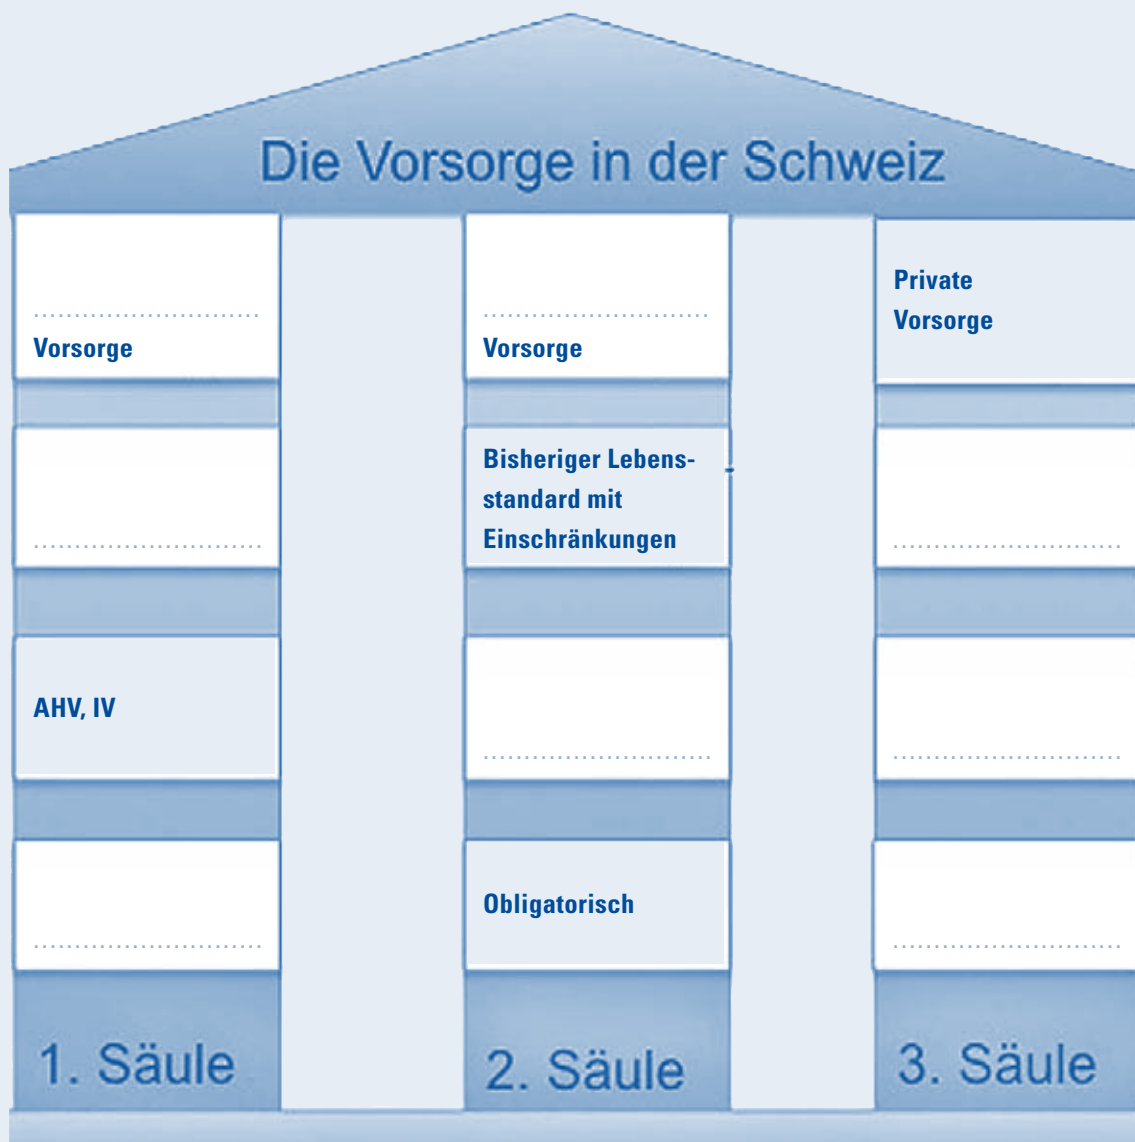 Die Vorsorge in der Schweiz
..............................
Vorsorge
..............................
AHV, IV
..............................
1. Säule
..............................
Vorsorge
Bisheriger Lebens-
standard mit
Einschränkungen
..............................
Obligatorisch
2. Säule
Private
Vorsorge
..............................
..............................
..............................
3. Säule